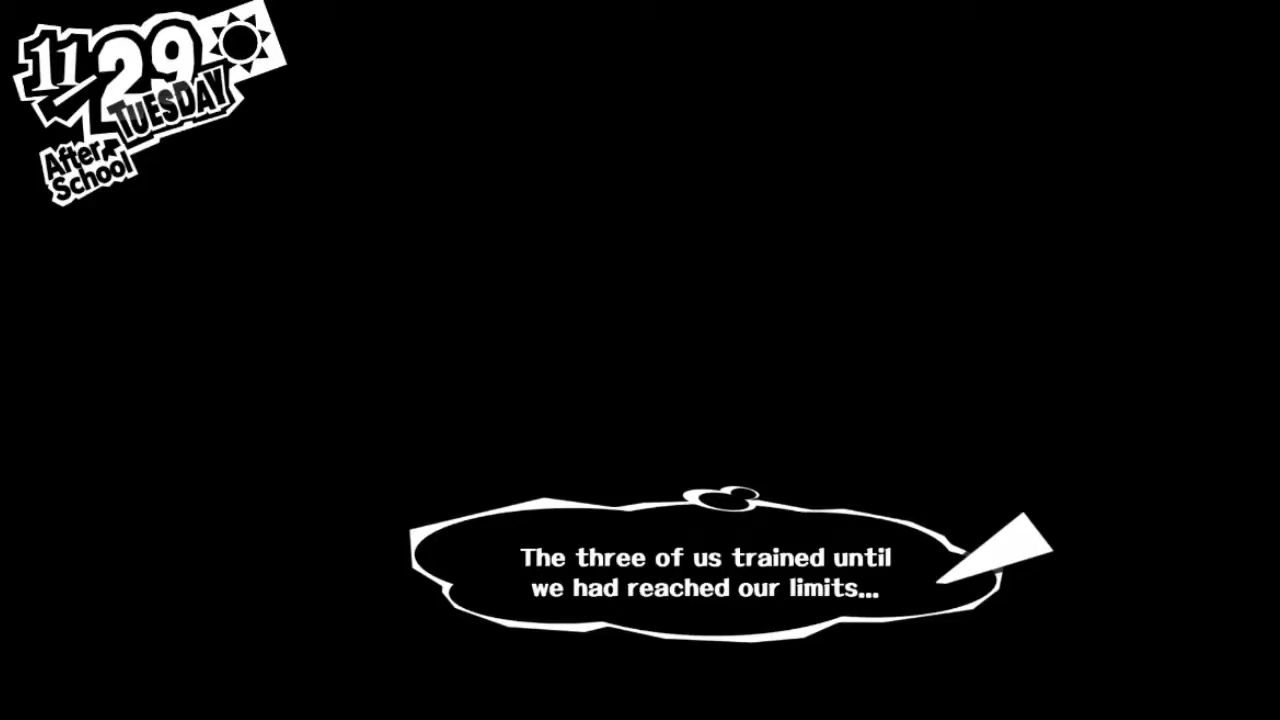 11/29
TUESDAY
After
School
The three of us trained until
we had reached our limits...